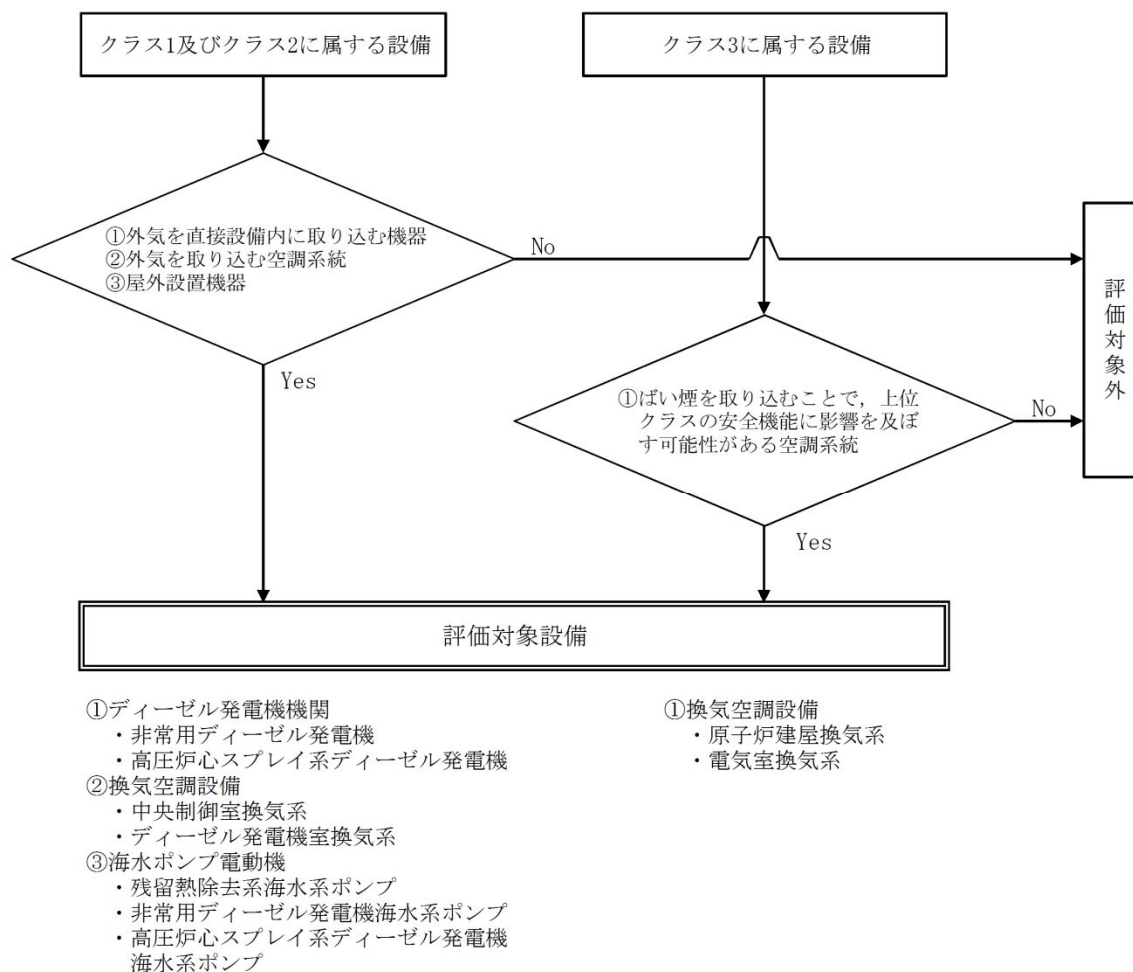 クラス1及びクラス2に属する設備
クラス3に属する設備
①外気を直接設備内に取り込む機器
②外気を取り込む空調系統
③屋外設置機器
No
Yes
①ばい煙を取り込むことで，上位
クラスの安全機能に影響を及ぼ
す可能性がある空調系統
No
Yes
評価対象外
評価対象設備
①ディーゼル発電機機関
・非常用ディーゼル発電機
・高圧炉心スプレイ系ディーゼル発電機
②換気空調設備
・中央制御室換気系
・ディーゼル発電機室換気系
③海水ポンプ電動機
・残留熱除去系海水系ポンプ
・非常用ディーゼル発電機海水系ポンプ
・高圧炉心スプレイ系ディーゼル発電機
海水系ポンプ
①換気空調設備
・原子炉建屋換気系
・電気室換気系